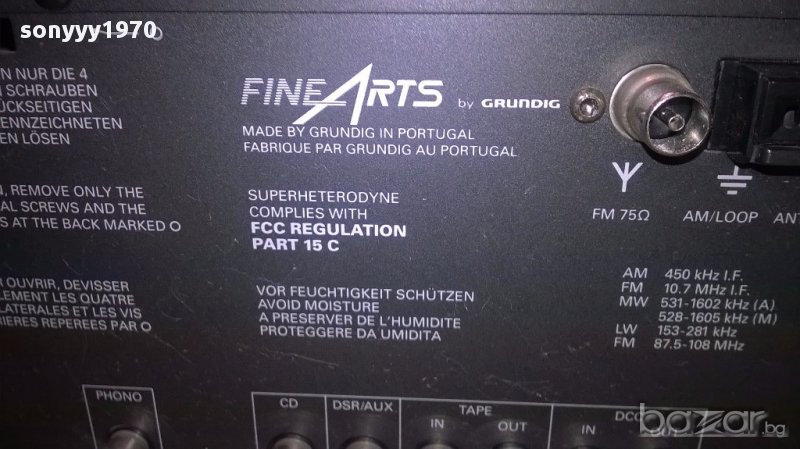 sonyyy1970
N NUR DIE 4
SCHRAUBEN
ÜCKSEITIGEN
ENNZEICHNETEN
EN LÖSEN
FINE ARTS by GRUNDIG
MADE BY GRUNDIG IN PORTUGAL
FABRIQUE PAR GRUNDIG AU PORTUGAL
N, REMOVE ONLY THE
AL SCREWS AND THE
S AT THE BACK MARKED O
SUPERHETERODYNE
COMPLIES WITH
FCC REGULATION
PART 15 C
FM 75Ω
AM/LOOP
ANT
OUVRIR, DEVISSER
LEMENT LES QUATRE
LATERALES ET LES VIS
RIERES REPEREES PAR O
VOR FEUCHTIGKEIT SCHÜTZEN
AVOID MOISTURE
A PRESERVER DE L'HUMIDITE
PROTEGGERE DA UMIDITA
AM 450 kHz I.F.
FM 10.7 MHz I.F.
MW 531-1602 kHz (A)
528-1605 kHz (M)
LW 153-281 kHz
FM 87.5-108 MHz
PHONO
CD
DSR/AUX
TAPE
IN
OUT
DCC
IN
OUT
bazar.bg